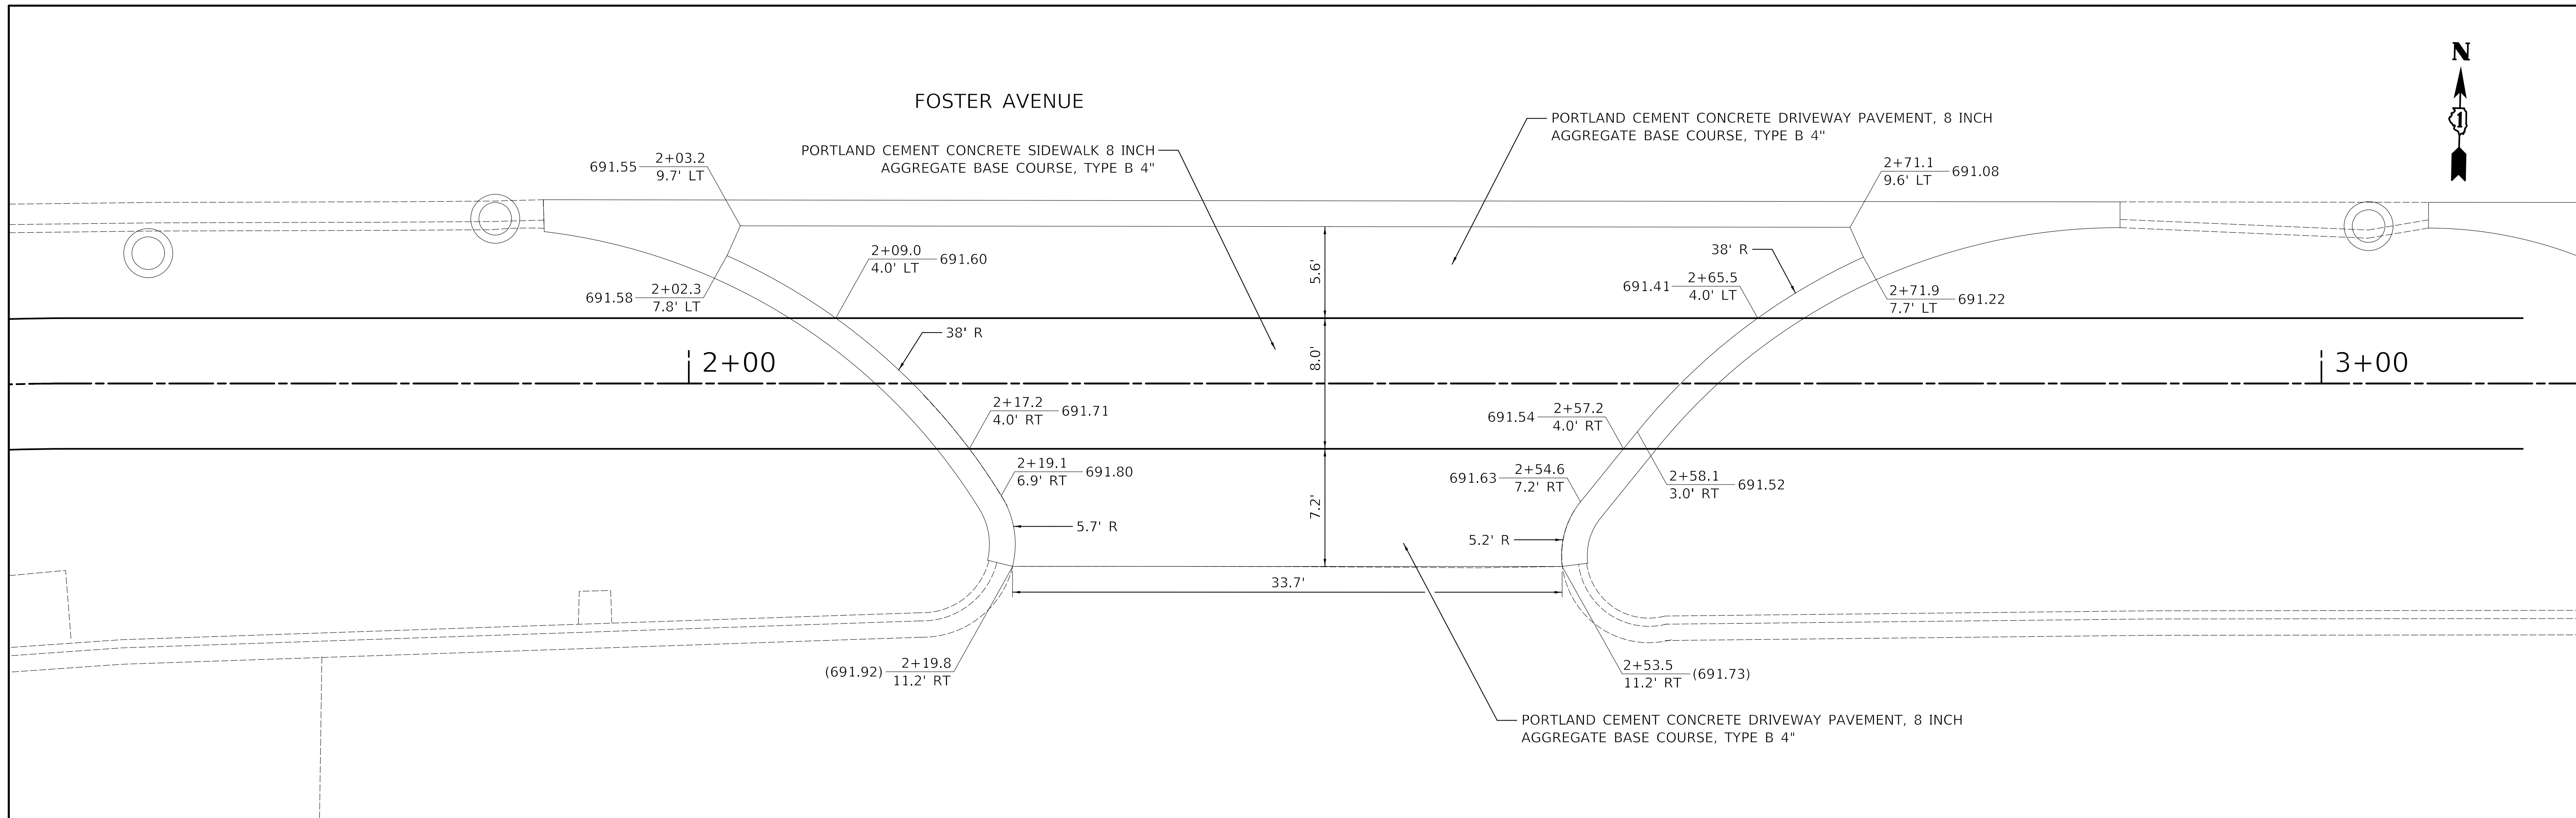 N
1
FOSTER AVENUE
PORTLAND CEMENT CONCRETE DRIVEWAY PAVEMENT, 8 INCH
AGGREGATE BASE COURSE, TYPE B 4"
PORTLAND CEMENT CONCRETE SIDEWALK 8 INCH
AGGREGATE BASE COURSE, TYPE B 4"
691.55
2+03.2
9.7' LT
2+71.1
9.6' LT
691.08
2+09.0
4.0' LT
691.60
38' R
5.6'
691.58
2+02.3
7.8' LT
691.41
2+65.5
4.0' LT
2+71.9
7.7' LT
691.22
38' R
2+00
8.0'
3+00
2+17.2
4.0' RT
691.71
691.54
2+57.2
4.0' RT
2+19.1
6.9' RT
691.80
691.63
2+54.6
7.2' RT
2+58.1
3.0' RT
691.52
7.2'
5.7' R
5.2' R
33.7'
(691.92)
2+19.8
11.2' RT
2+53.5
11.2' RT
(691.73)
PORTLAND CEMENT CONCRETE DRIVEWAY PAVEMENT, 8 INCH
AGGREGATE BASE COURSE, TYPE B 4"